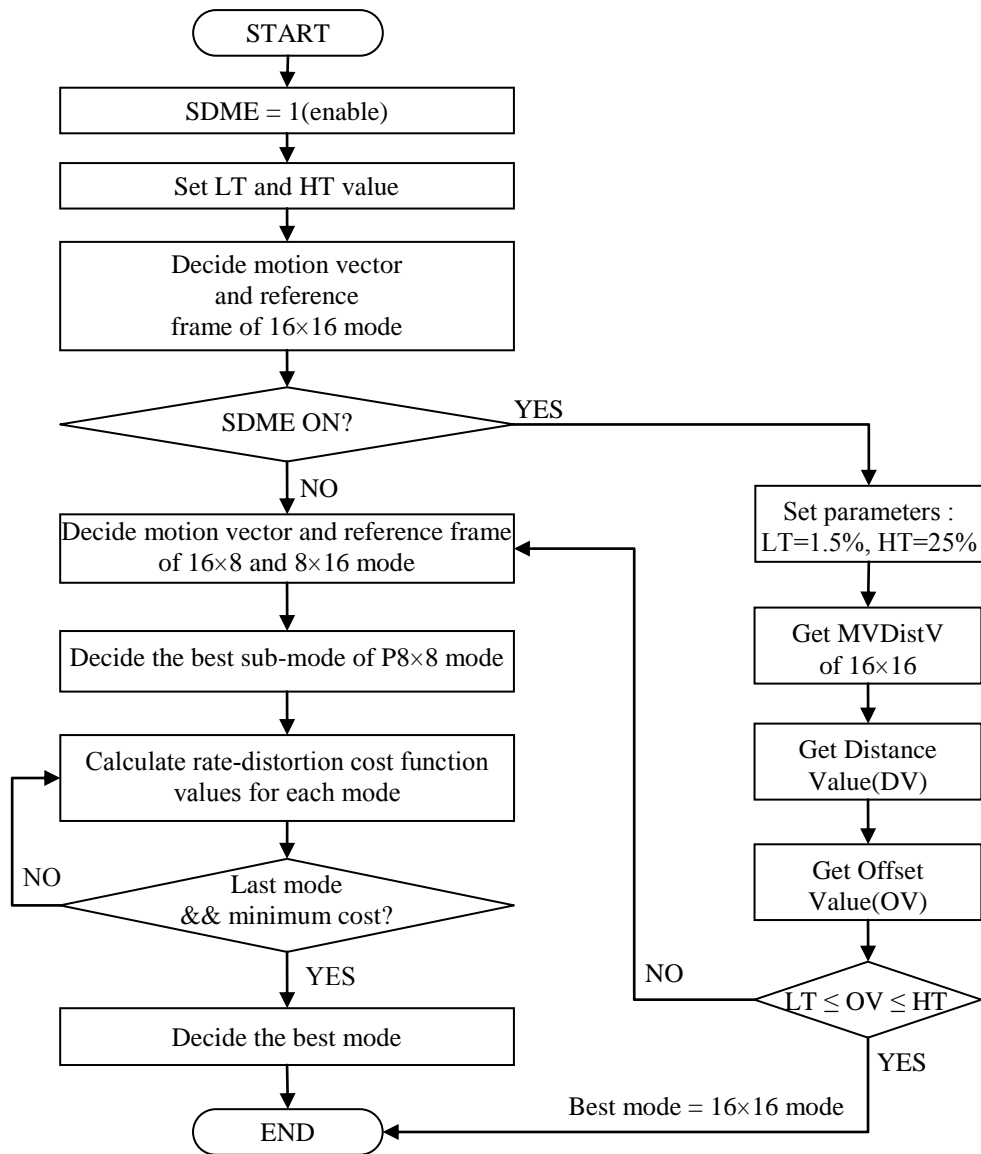 START
SDME = 1(enable)
Set LT and HT value
Decide motion vector
and reference
frame of 16×16 mode
SDME ON?
YES
NO
Decide motion vector and reference frame
of 16×8 and 8×16 mode
Decide the best sub-mode of P8×8 mode
Calculate rate-distortion cost function
values for each mode
NO
Last mode
&& minimum cost?
YES
Decide the best mode
END
Set parameters :
LT=1.5%, HT=25%
Get MVDistV
of 16×16
Get Distance
Value(DV)
Get Offset
Value(OV)
NO
LT ≤ OV ≤ HT
YES
Best mode = 16×16 mode